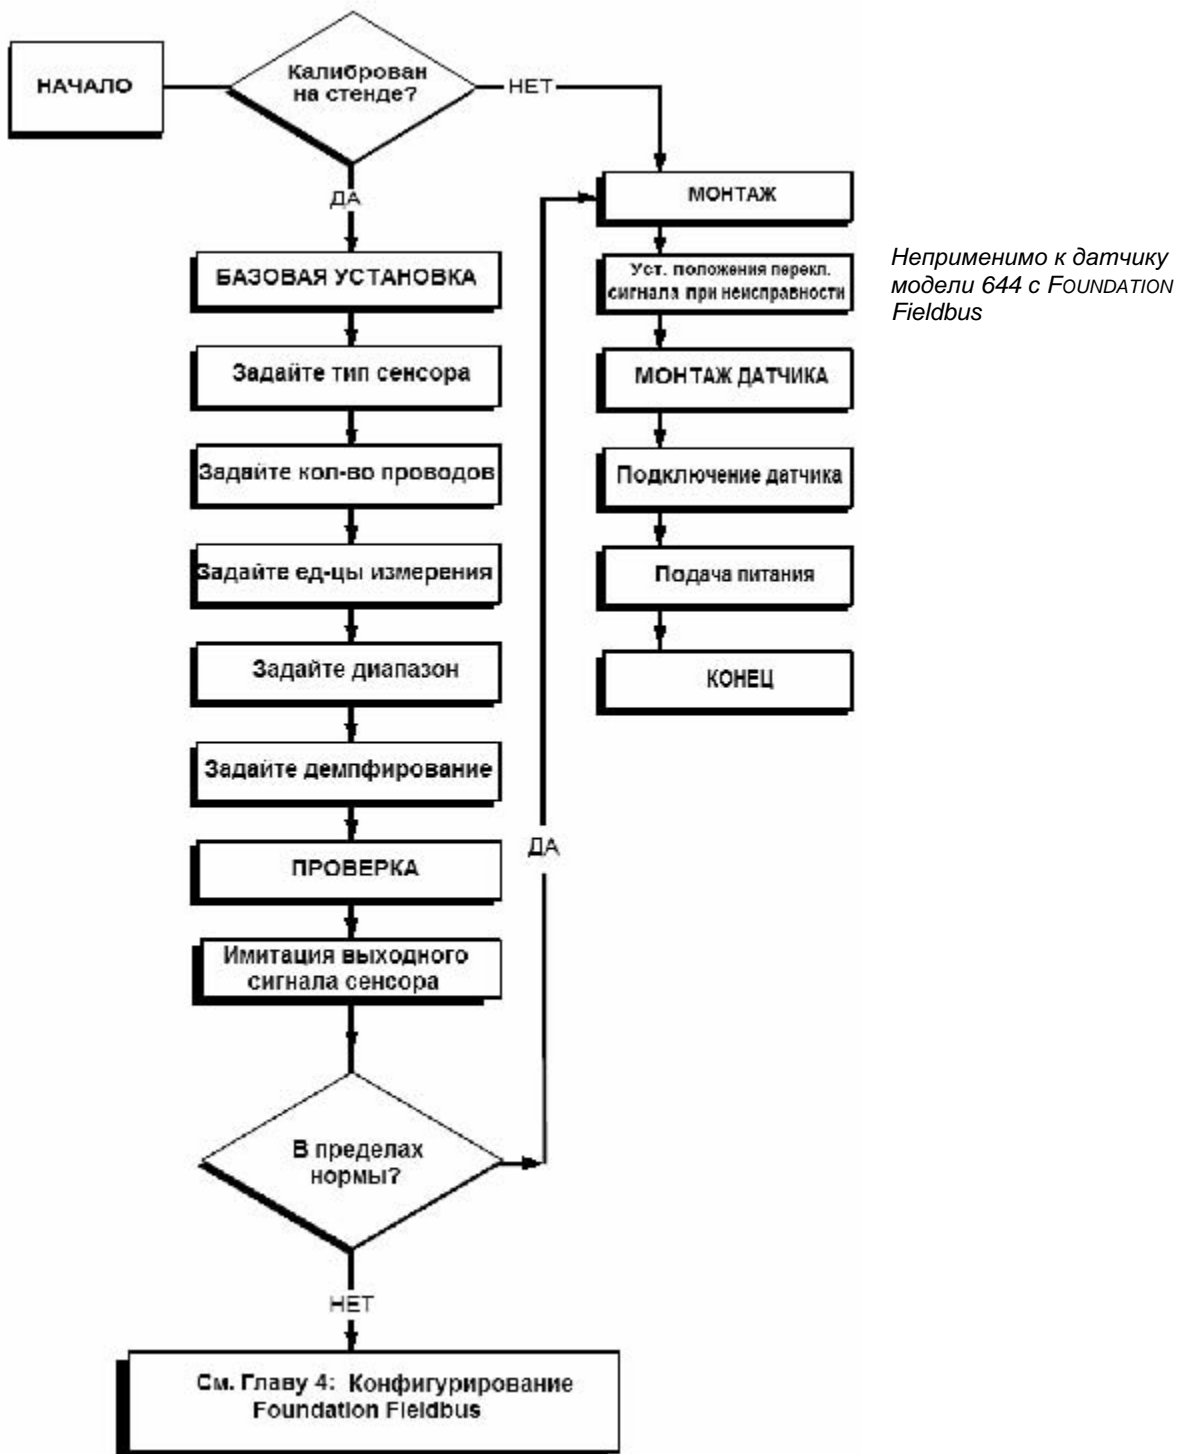 НАЧАЛО
Калиброван
на стенде?
НЕТ
ДА
БАЗОВАЯ УСТАНОВКА
Задайте тип сенсора
Задайте кол-во проводов
Задайте ед-цы измерения
Задайте диапазон
Задайте демпфирование
ПРОВЕРКА
Имитация выходного
сигнала сенсора
В пределах
нормы?
ДА
НЕТ
См. Главу 4: Конфигурирование
Foundation Fieldbus
МОНТАЖ
Уст. положения перекл.
сигнала при неисправности
МОНТАЖ ДАТЧИКА
Подключение датчика
Подача питания
КОНЕЦ
Неприменимо к датчику
модели 644 с FOUNDATION
Fieldbus